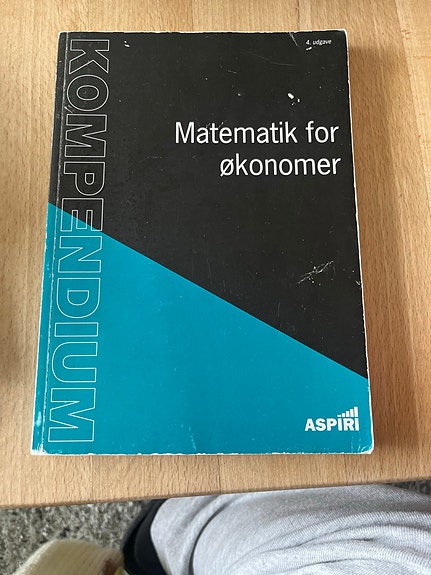 4. udgave
KOMPENDIUM
Matematik for
økonomer
ASPIRI